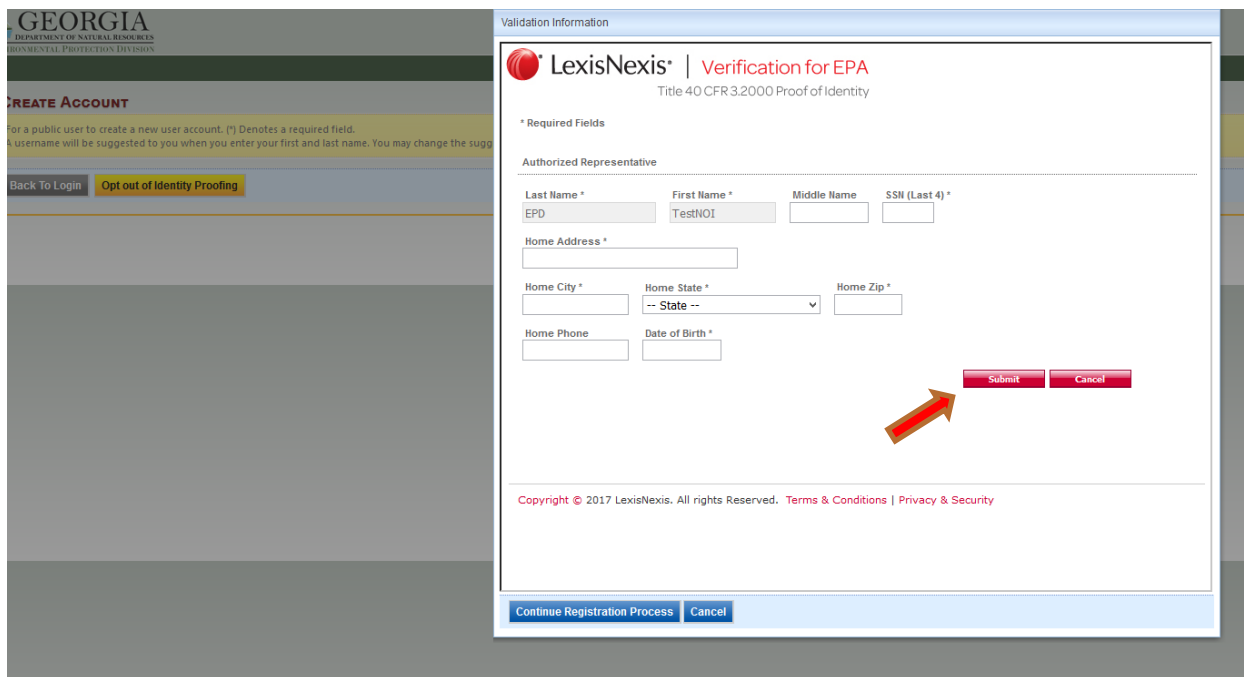 GEORGIA
DEPARTMENT OF NATURAL RESOURCES
ENVIRONMENTAL PROTECTION DIVISION
CREATE ACCOUNT
For a public user to create a new user account. (*) Denotes a required field.
A username will be suggested to you when you enter your first and last name. You may change the sugg
Back To Login Opt out of Identity Proofing
Validation Information
LexisNexis® | Verification for EPA
Title 40 CFR 3.2000 Proof of Identity
* Required Fields
Authorized Representative
Last Name * First Name * Middle Name SSN (Last 4) *
EPD TestNOI
Home Address *
Home City * Home State * Home Zip *
-- State --
Home Phone Date of Birth *
Submit Cancel
Copyright © 2017 LexisNexis. All rights Reserved. Terms & Conditions | Privacy & Security
Continue Registration Process Cancel